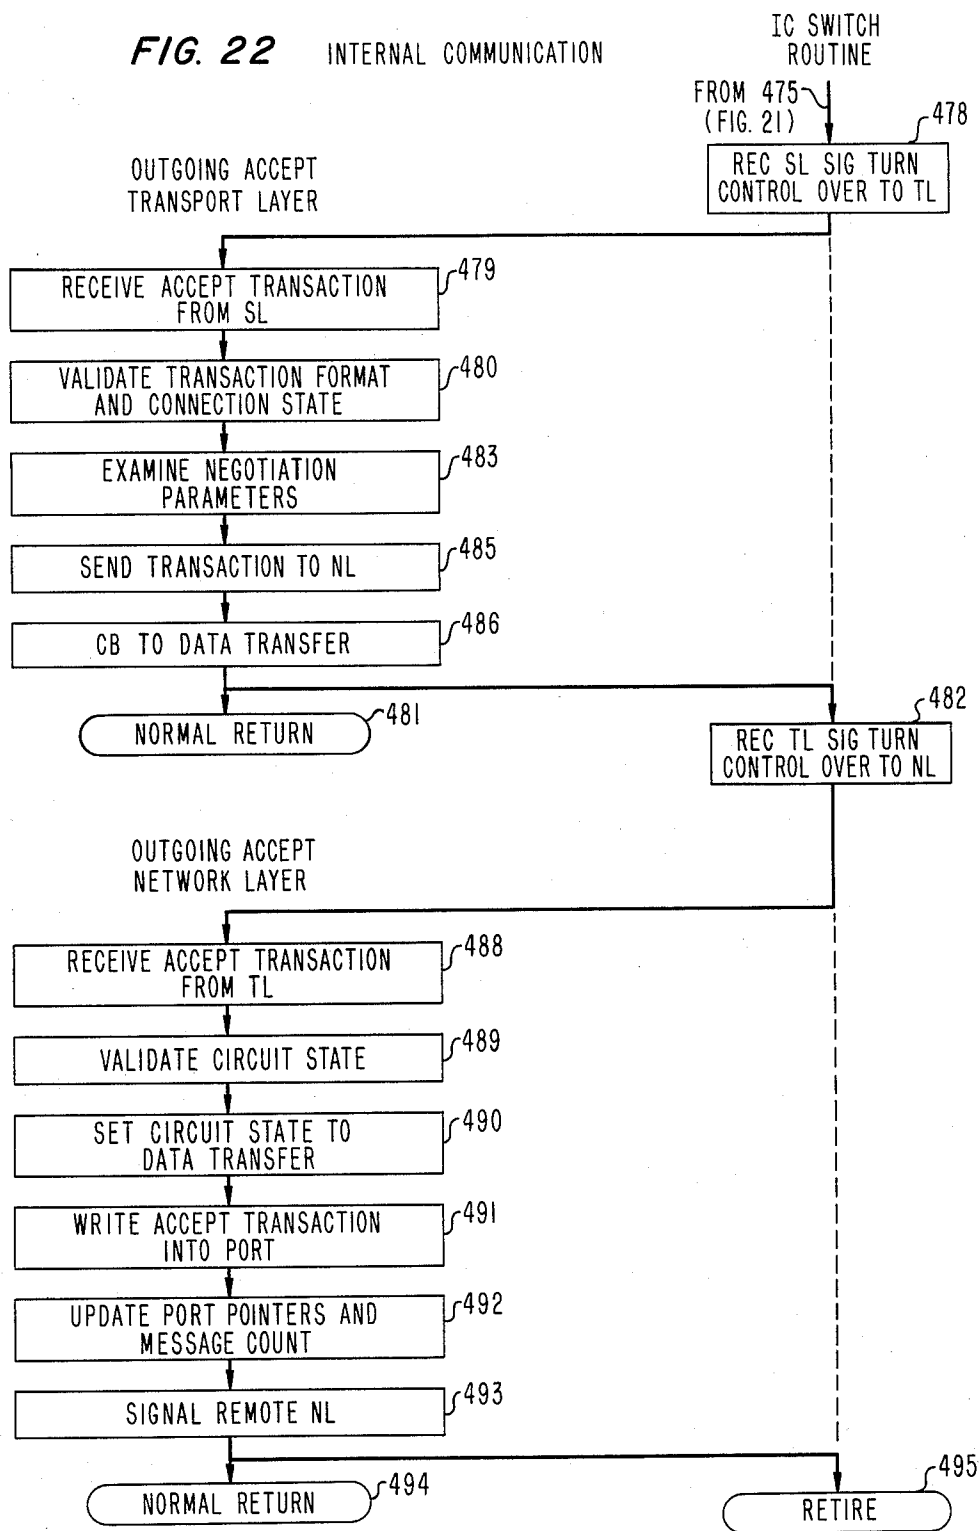 FIG. 22 INTERNAL COMMUNICATION
IC SWITCH
ROUTINE
FROM 475
(FIG. 21)
478
REC SL SIG TURN
CONTROL OVER TO TL
OUTGOING ACCEPT
TRANSPORT LAYER
479
RECEIVE ACCEPT TRANSACTION
FROM SL
480
VALIDATE TRANSACTION FORMAT
AND CONNECTION STATE
483
EXAMINE NEGOTIATION
PARAMETERS
485
SEND TRANSACTION TO NL
486
CB TO DATA TRANSFER
481
NORMAL RETURN
482
REC TL SIG TURN
CONTROL OVER TO NL
OUTGOING ACCEPT
NETWORK LAYER
488
RECEIVE ACCEPT TRANSACTION
FROM TL
489
VALIDATE CIRCUIT STATE
490
SET CIRCUIT STATE TO
DATA TRANSFER
491
WRITE ACCEPT TRANSACTION
INTO PORT
492
UPDATE PORT POINTERS AND
MESSAGE COUNT
493
SIGNAL REMOTE NL
494
NORMAL RETURN
495
RETIRE